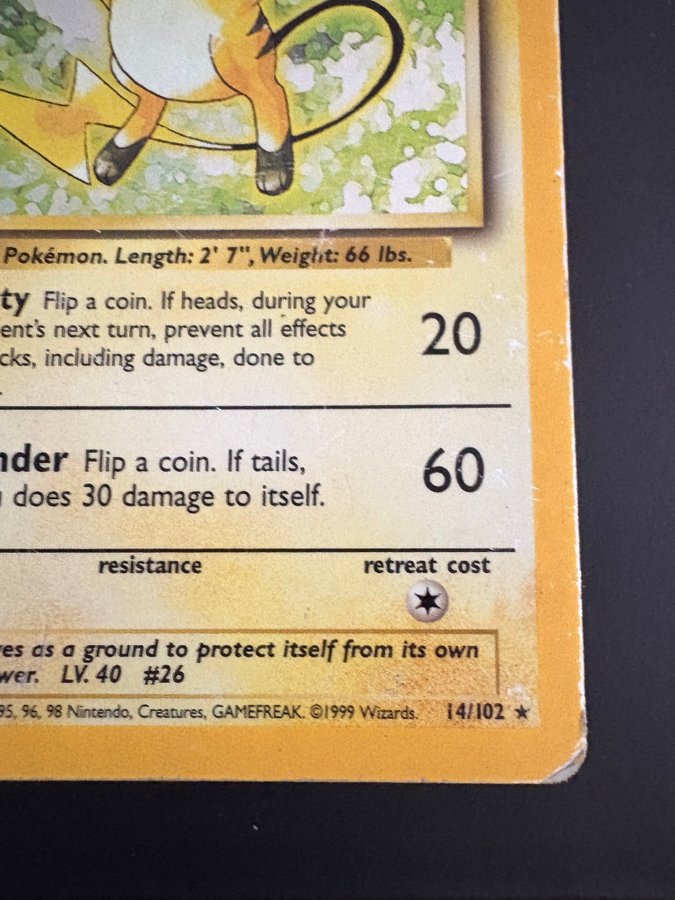 Pokémon. Length: 2' 7", Weight: 66 lbs.
ty Flip a coin. If heads, during your
ent's next turn, prevent all effects
cks, including damage, done to
.
20
nder Flip a coin. If tails,
does 30 damage to itself.
60
resistance retreat cost
ves as a ground to protect itself from its own
wer. LV. 40 #26
95, 96, 98 Nintendo, Creatures, GAMEFREAK. ©1999 Wizards. 14/102 ★